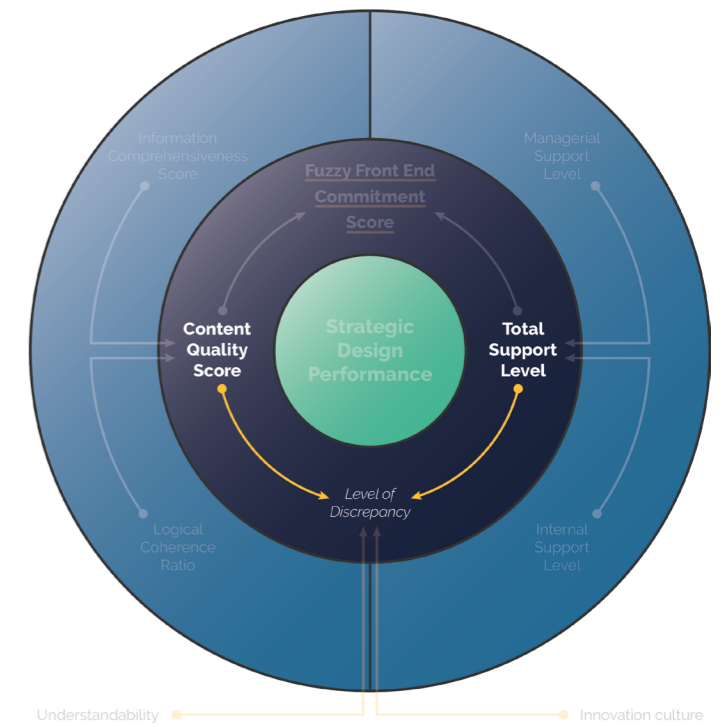 Information
Comprehensiveness
Score
Managerial
Support
Level
Fuzzy Front End
Commitment
Score
Content
Quality
Score
Strategic
Design
Performance
Total
Support
Level
Level of
Discrepancy
Logical
Coherence
Ratio
Internal
Support
Level
Understandability
Innovation culture